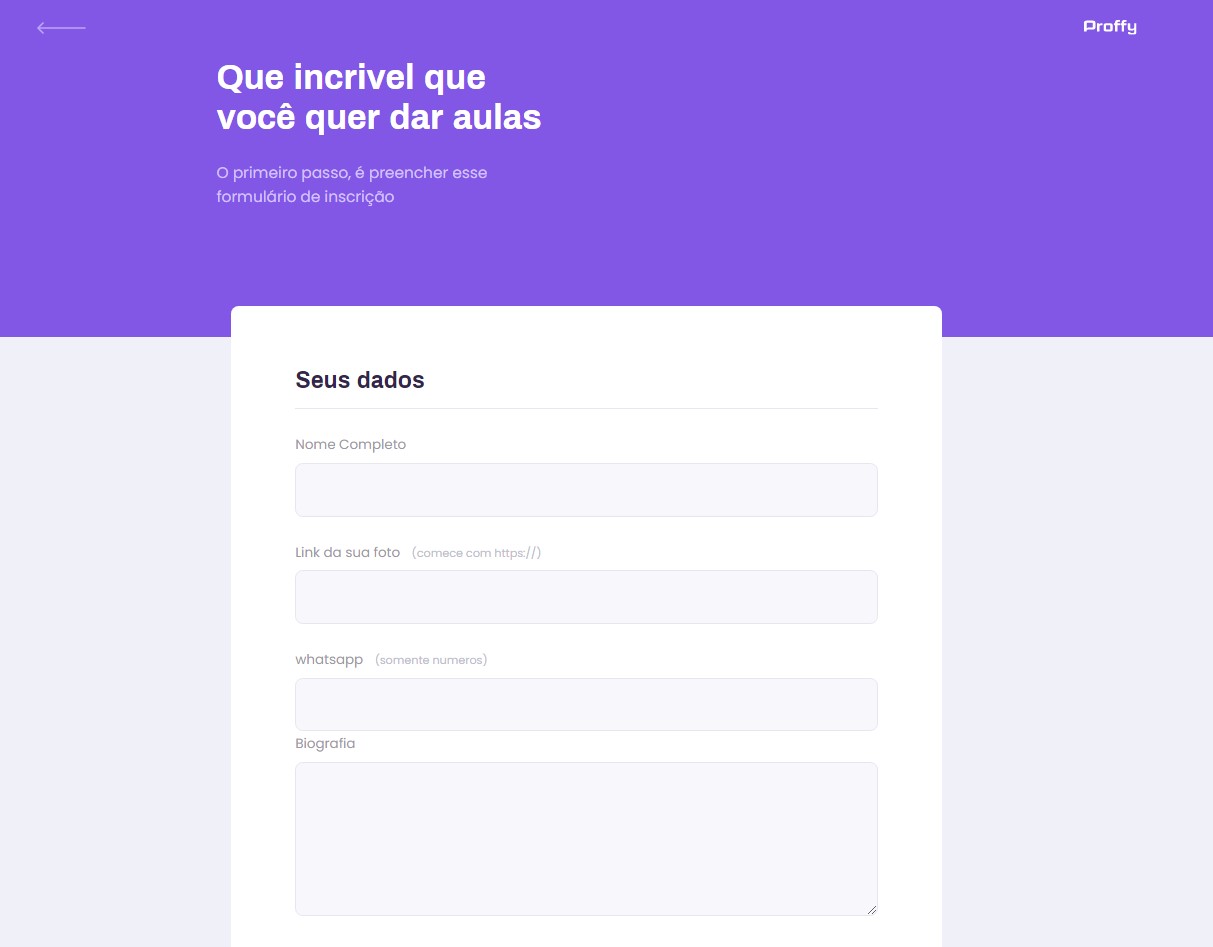 Proffy
Que incrivel que
você quer dar aulas
O primeiro passo, é preencher esse
formulário de inscrição
Seus dados
Nome Completo
Link da sua foto (comece com https://)
whatsapp (somente numeros)
Biografia